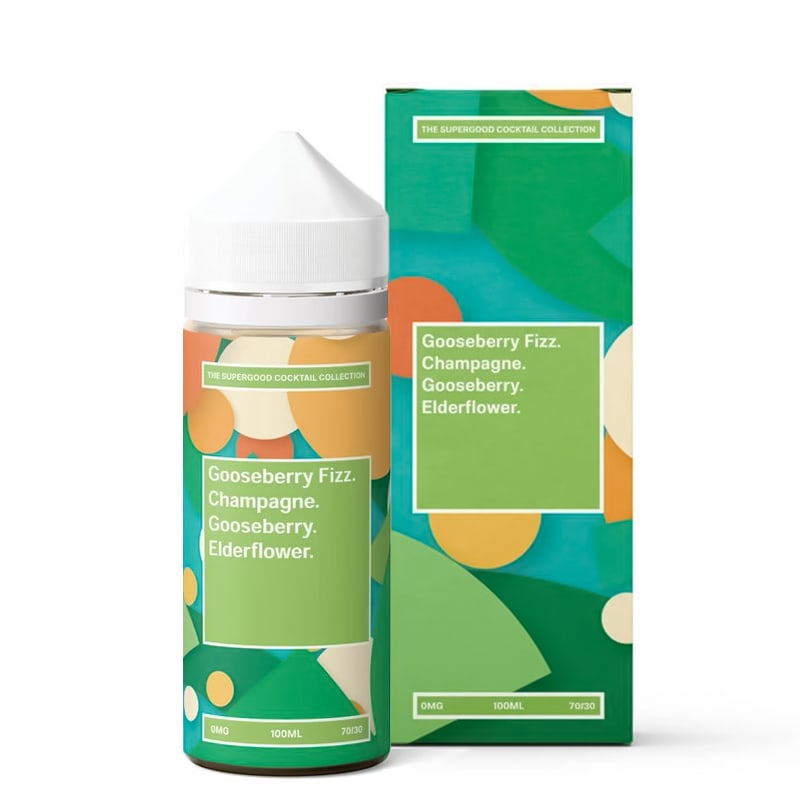 THE SUPERGOOD COCKTAIL COLLECTION
Gooseberry Fizz.
Champagne.
Gooseberry.
Elderflower.
0MG 100ML 70/30
THE SUPERGOOD COCKTAIL COLLECTION
Gooseberry Fizz.
Champagne.
Gooseberry.
Elderflower.
0MG 100ML 70/30